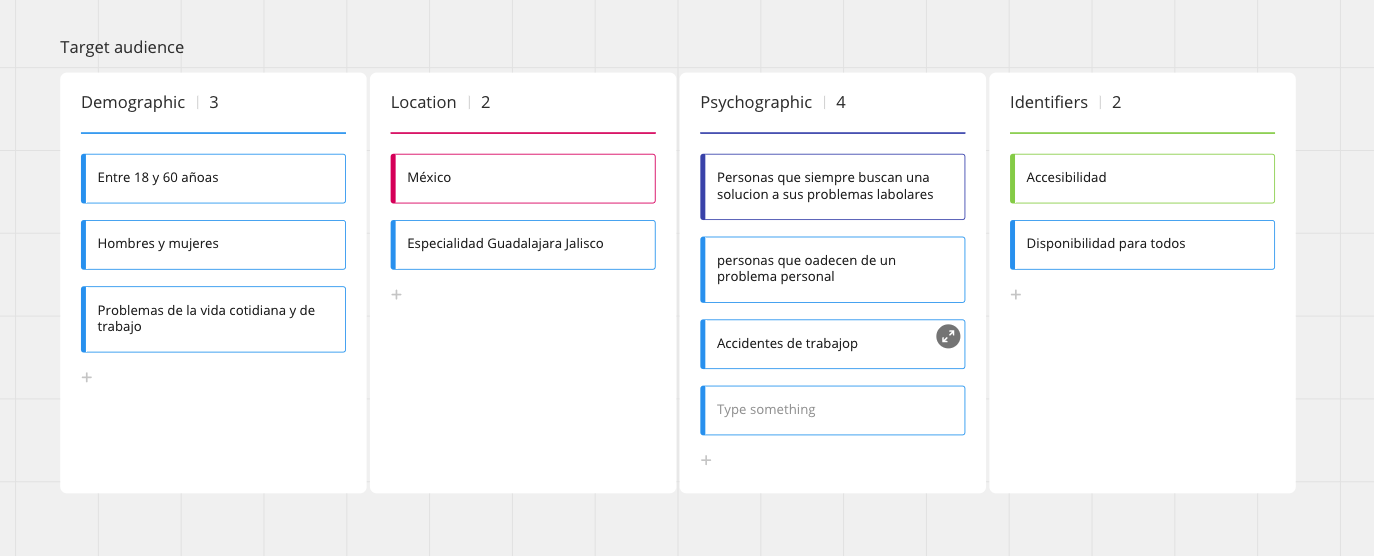 Target audience
Demographic 3
Entre 18 y 60 añoas
Hombres y mujeres
Problemas de la vida cotidiana y de
trabajo
+
Location 2
México
Especialidad Guadalajara Jalisco
+
Psychographic 4
Personas que siempre buscan una
solucion a sus problemas labolares
personas que oadecen de un
problema personal
Accidentes de trabajop
Type something
+
Identifiers 2
Accesibilidad
Disponibilidad para todos
+